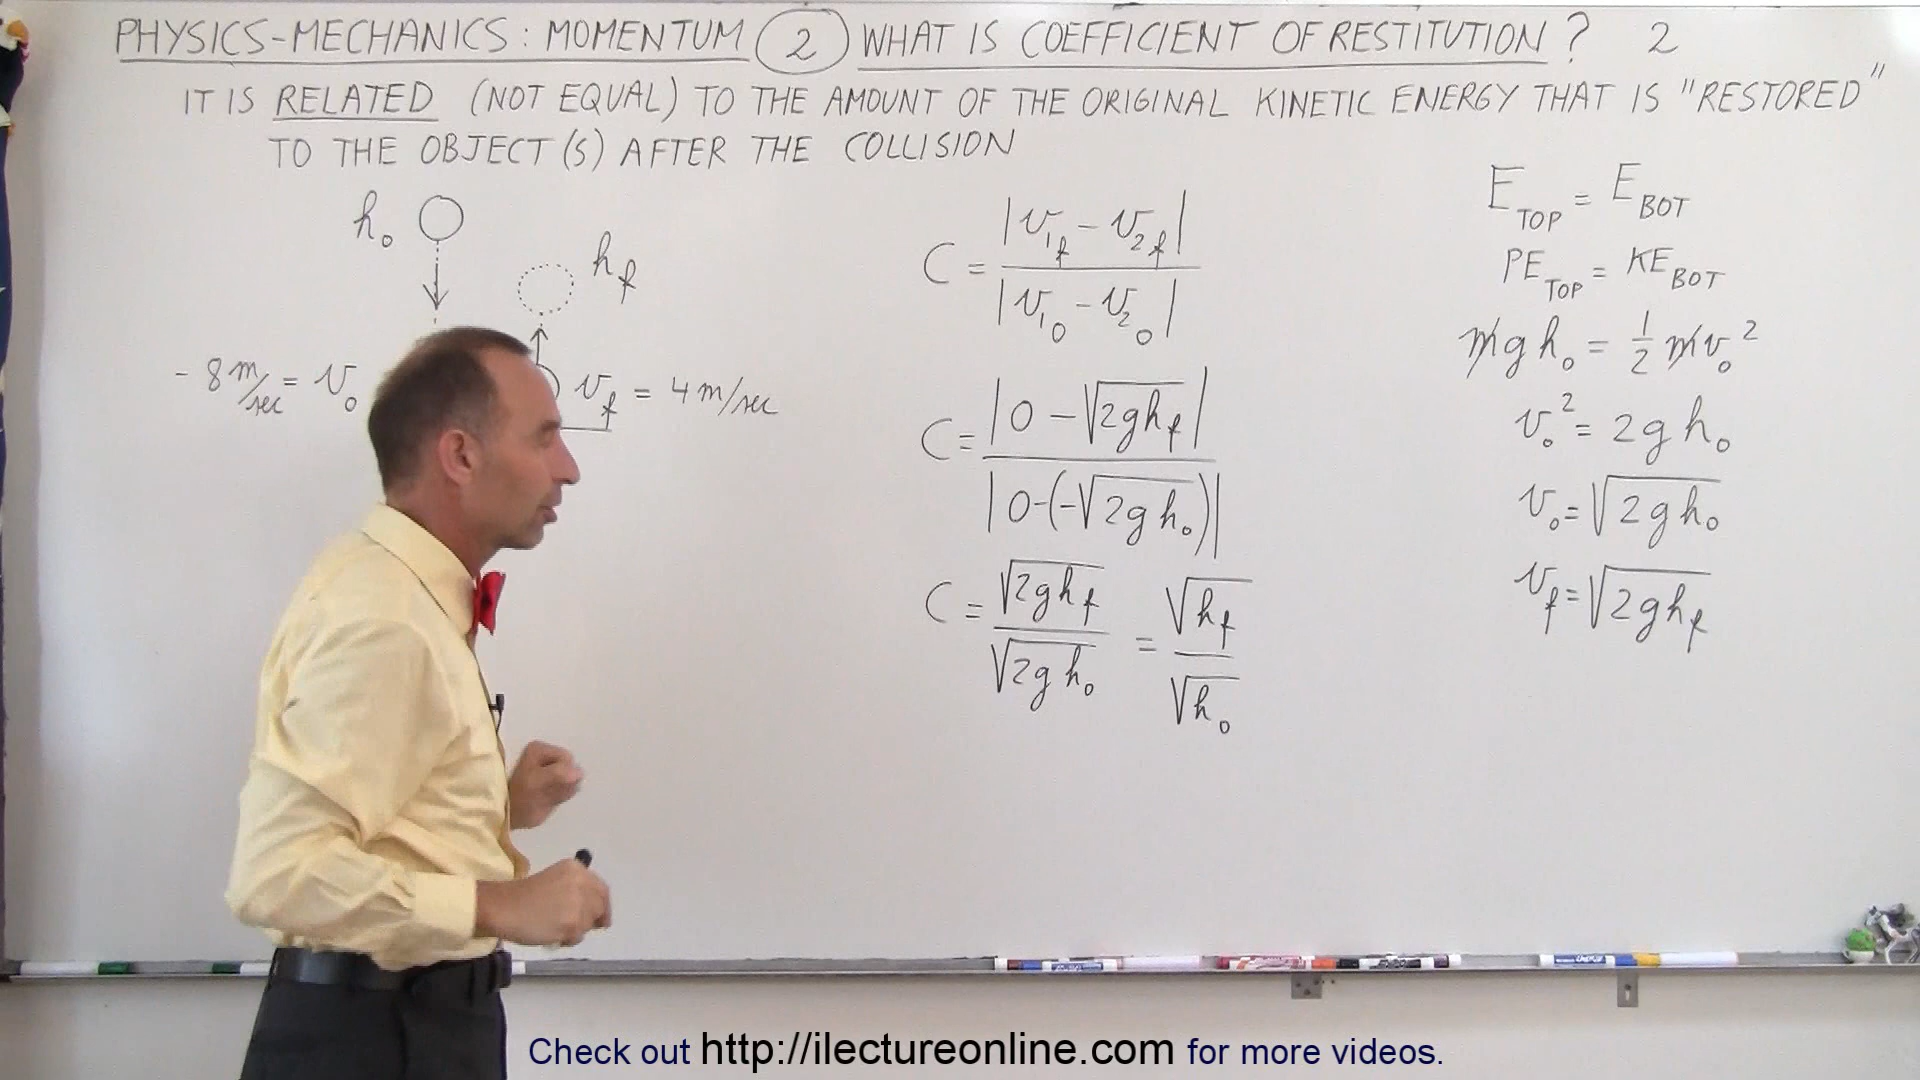 PHYSICS-MECHANICS: MOMENTUM (2) WHAT IS COEFFICIENT OF RESTITUTION? 2
IT IS RELATED (NOT EQUAL) TO THE AMOUNT OF THE ORIGINAL KINETIC ENERGY THAT IS "RESTORED"
TO THE OBJECT(S) AFTER THE COLLISION
h₀
h_f
-8 m/sec = v₀
v_f = 4 m/sec
C = |v₁f - v₂f| / |v₁₀ - v₂₀|
C = |0 - √2gh_f| / |0-(-√2gh₀)|
C = √2gh_f / √2gh₀ = √h_f / √h₀
E_TOP = E_BOT
PE_TOP = KE_BOT
mgh₀ = 1/2 mv₀²
v₀² = 2gh₀
v₀ = √2gh₀
v_f = √2gh_f
Check out http://ilectureonline.com for more videos.